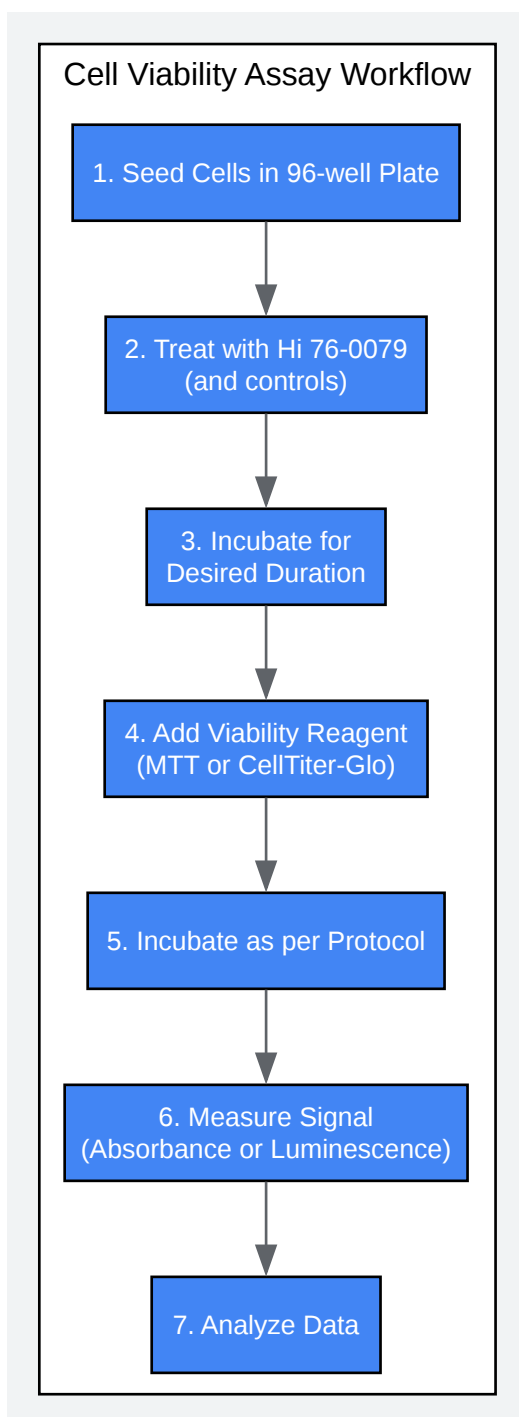 Cell Viability Assay Workflow
1. Seed Cells in 96-well Plate
2. Treat with Hi 76-0079
(and controls)
3. Incubate for
Desired Duration
4. Add Viability Reagent
(MTT or CellTiter-Glo)
5. Incubate as per Protocol
6. Measure Signal
(Absorbance or Luminescence)
7. Analyze Data